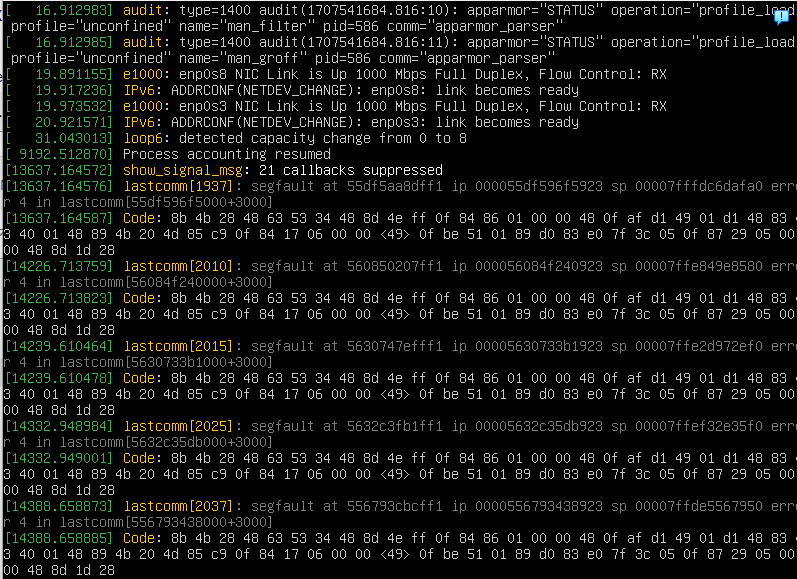 [   16.912983] audit: type=1400 audit(1707541684.816:10): apparmor="STATUS" operation="profile_load
profile="unconfined" name="man_filter" pid=586 comm="apparmor_parser"
[   16.912985] audit: type=1400 audit(1707541684.816:11): apparmor="STATUS" operation="profile_load
profile="unconfined" name="man_groff" pid=586 comm="apparmor_parser"
[   19.891155] e1000: enp0s8 NIC Link is Up 1000 Mbps Full Duplex, Flow Control: RX
[   19.917236] IPv6: ADDRCONF(NETDEV_CHANGE): enp0s8: link becomes ready
[   19.973532] e1000: enp0s3 NIC Link is Up 1000 Mbps Full Duplex, Flow Control: RX
[   20.921571] IPv6: ADDRCONF(NETDEV_CHANGE): enp0s3: link becomes ready
[   31.043013] loop6: detected capacity change from 0 to 8
[ 9192.512870] Process accounting resumed
[13637.164572] show_signal_msg: 21 callbacks suppressed
[13637.164576] lastcomm[1937]: segfault at 55df5aa8dff1 ip 000055df596f5923 sp 00007fffdc6dafa0 err
r 4 in lastcomm[55df596f5000+3000]
[13637.164587] Code: 8b 4b 28 48 63 53 34 48 8d 4e ff 0f 84 86 01 00 00 48 0f af d1 49 01 d1 48 83
3 40 01 48 89 4b 20 4d 85 c9 0f 84 17 06 00 00 <49> 0f be 51 01 89 d0 83 e0 7f 3c 05 0f 87 29 05 00
00 48 8d 1d 28
[14226.713759] lastcomm[2010]: segfault at 560850207ff1 ip 000056084f240923 sp 00007ffe849e8580 err
r 4 in lastcomm[56084f240000+3000]
[14226.713823] Code: 8b 4b 28 48 63 53 34 48 8d 4e ff 0f 84 86 01 00 00 48 0f af d1 49 01 d1 48 83
3 40 01 48 89 4b 20 4d 85 c9 0f 84 17 06 00 00 <49> 0f be 51 01 89 d0 83 e0 7f 3c 05 0f 87 29 05 00
00 48 8d 1d 28
[14239.610464] lastcomm[2015]: segfault at 5630747efff1 ip 00005630733b1923 sp 00007ffe2d972ef0 err
r 4 in lastcomm[5630733b1000+3000]
[14239.610478] Code: 8b 4b 28 48 63 53 34 48 8d 4e ff 0f 84 86 01 00 00 48 0f af d1 49 01 d1 48 83
3 40 01 48 89 4b 20 4d 85 c9 0f 84 17 06 00 00 <49> 0f be 51 01 89 d0 83 e0 7f 3c 05 0f 87 29 05 00
00 48 8d 1d 28
[14332.948984] lastcomm[2025]: segfault at 5632c3fb1ff1 ip 00005632c35db923 sp 00007ffef32e35f0 err
r 4 in lastcomm[5632c35db000+3000]
[14332.949001] Code: 8b 4b 28 48 63 53 34 48 8d 4e ff 0f 84 86 01 00 00 48 0f af d1 49 01 d1 48 83
3 40 01 48 89 4b 20 4d 85 c9 0f 84 17 06 00 00 <49> 0f be 51 01 89 d0 83 e0 7f 3c 05 0f 87 29 05 00
00 48 8d 1d 28
[14388.658873] lastcomm[2037]: segfault at 556793cbcff1 ip 0000556793438923 sp 00007ffde5567950 err
r 4 in lastcomm[556793438000+3000]
[14388.658885] Code: 8b 4b 28 48 63 53 34 48 8d 4e ff 0f 84 86 01 00 00 48 0f af d1 49 01 d1 48 83
3 40 01 48 89 4b 20 4d 85 c9 0f 84 17 06 00 00 <49> 0f be 51 01 89 d0 83 e0 7f 3c 05 0f 87 29 05 00
00 48 8d 1d 28